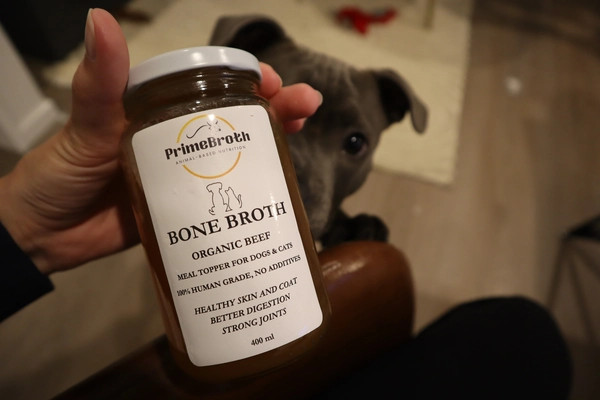 PrimeBroth
ANIMAL-BASED NUTRITION
BONE BROTH
ORGANIC BEEF
MEAL TOPPER FOR DOGS & CATS
100% HUMAN GRADE, NO ADDITIVES
HEALTHY SKIN AND COAT
BETTER DIGESTION
STRONG JOINTS
400 ml